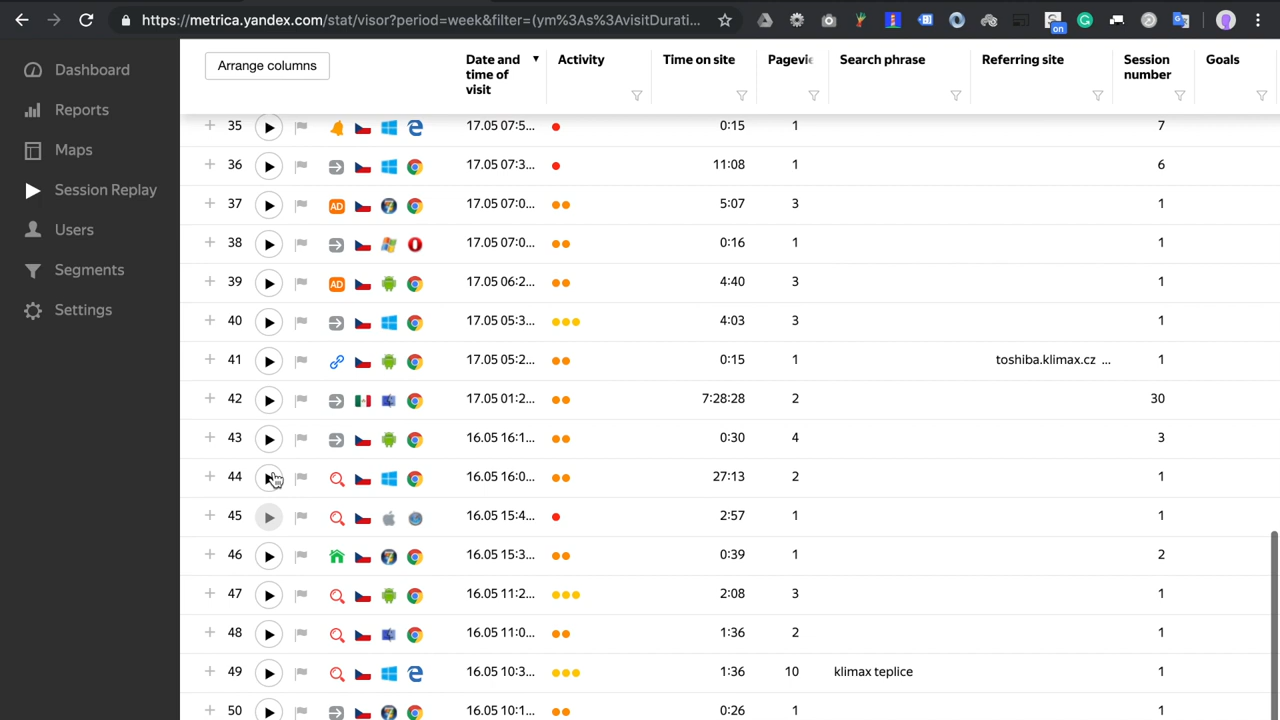 https://metrica.yandex.com/stat/visor?period=week&filter=(ym%3As%3AvisitDurati...
on
Dashboard
Reports
Maps
Session Replay
Users
Segments
Settings
Arrange columns
Date and time of visit ▼ Activity Time on site Pagevie Search phrase Referring site Session number Goals
35 17.05 07:5... 0:15 1 7
36 17.05 07:3... 11:08 1 6
37 AD 17.05 07:0... 5:07 3 1
38 17.05 07:0... 0:16 1 1
39 AD 17.05 06:2... 4:40 3 1
40 17.05 05:3... 4:03 3 1
41 17.05 05:2... 0:15 1 toshiba.klimax.cz ... 1
42 17.05 01:2... 7:28:28 2 30
43 16.05 16:1... 0:30 4 3
44 16.05 16:0... 27:13 2 1
45 16.05 15:4... 2:57 1 1
46 16.05 15:3... 0:39 1 2
47 16.05 11:2... 2:08 3 1
48 16.05 11:0... 1:36 2 1
49 16.05 10:3... 1:36 10 klimax teplice 1
50 16.05 10:1... 0:26 1 1